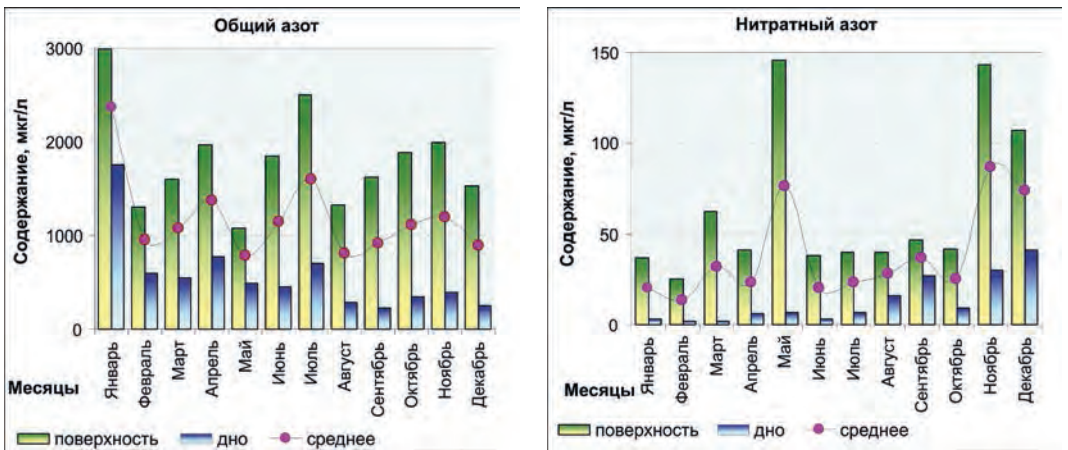 Общий азот
Содержание, мкг/л
3000
2000
1000
0
Январь
Февраль
Март
Апрель
Май
Июнь
Июль
Август
Сентябрь
Октябрь
Ноябрь
Декабрь
Месяцы
поверхность дно среднее
Нитратный азот
Содержание, мкг/л
150
100
50
0
Январь
Февраль
Март
Апрель
Май
Июнь
Июль
Август
Сентябрь
Октябрь
Ноябрь
Декабрь
Месяцы
поверхность дно среднее